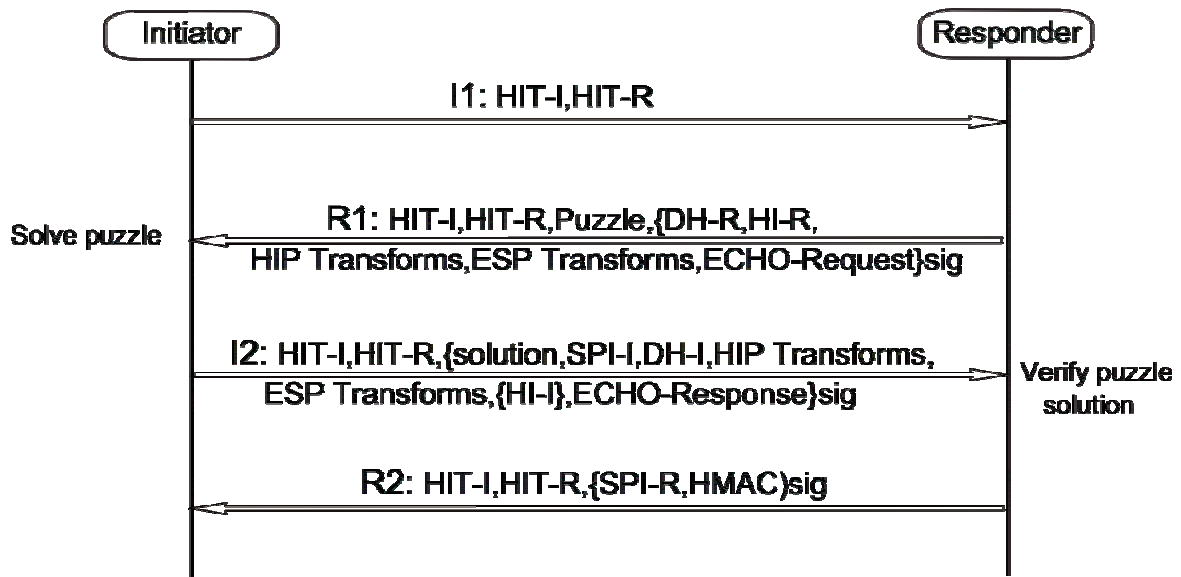 Initiator
Responder
I1: HIT-I,HIT-R
R1: HIT-I,HIT-R,Puzzle,{DH-R,HI-R,
Solve puzzle
HIP Transforms,ESP Transforms,ECHO-Request}sig
I2: HIT-I,HIT-R,{solution,SPI-I,DH-I,HIP Transforms,
ESP Transforms,{HI-I},ECHO-Response}sig
Verify puzzle
solution
R2: HIT-I,HIT-R,{SPI-R,HMAC)sig